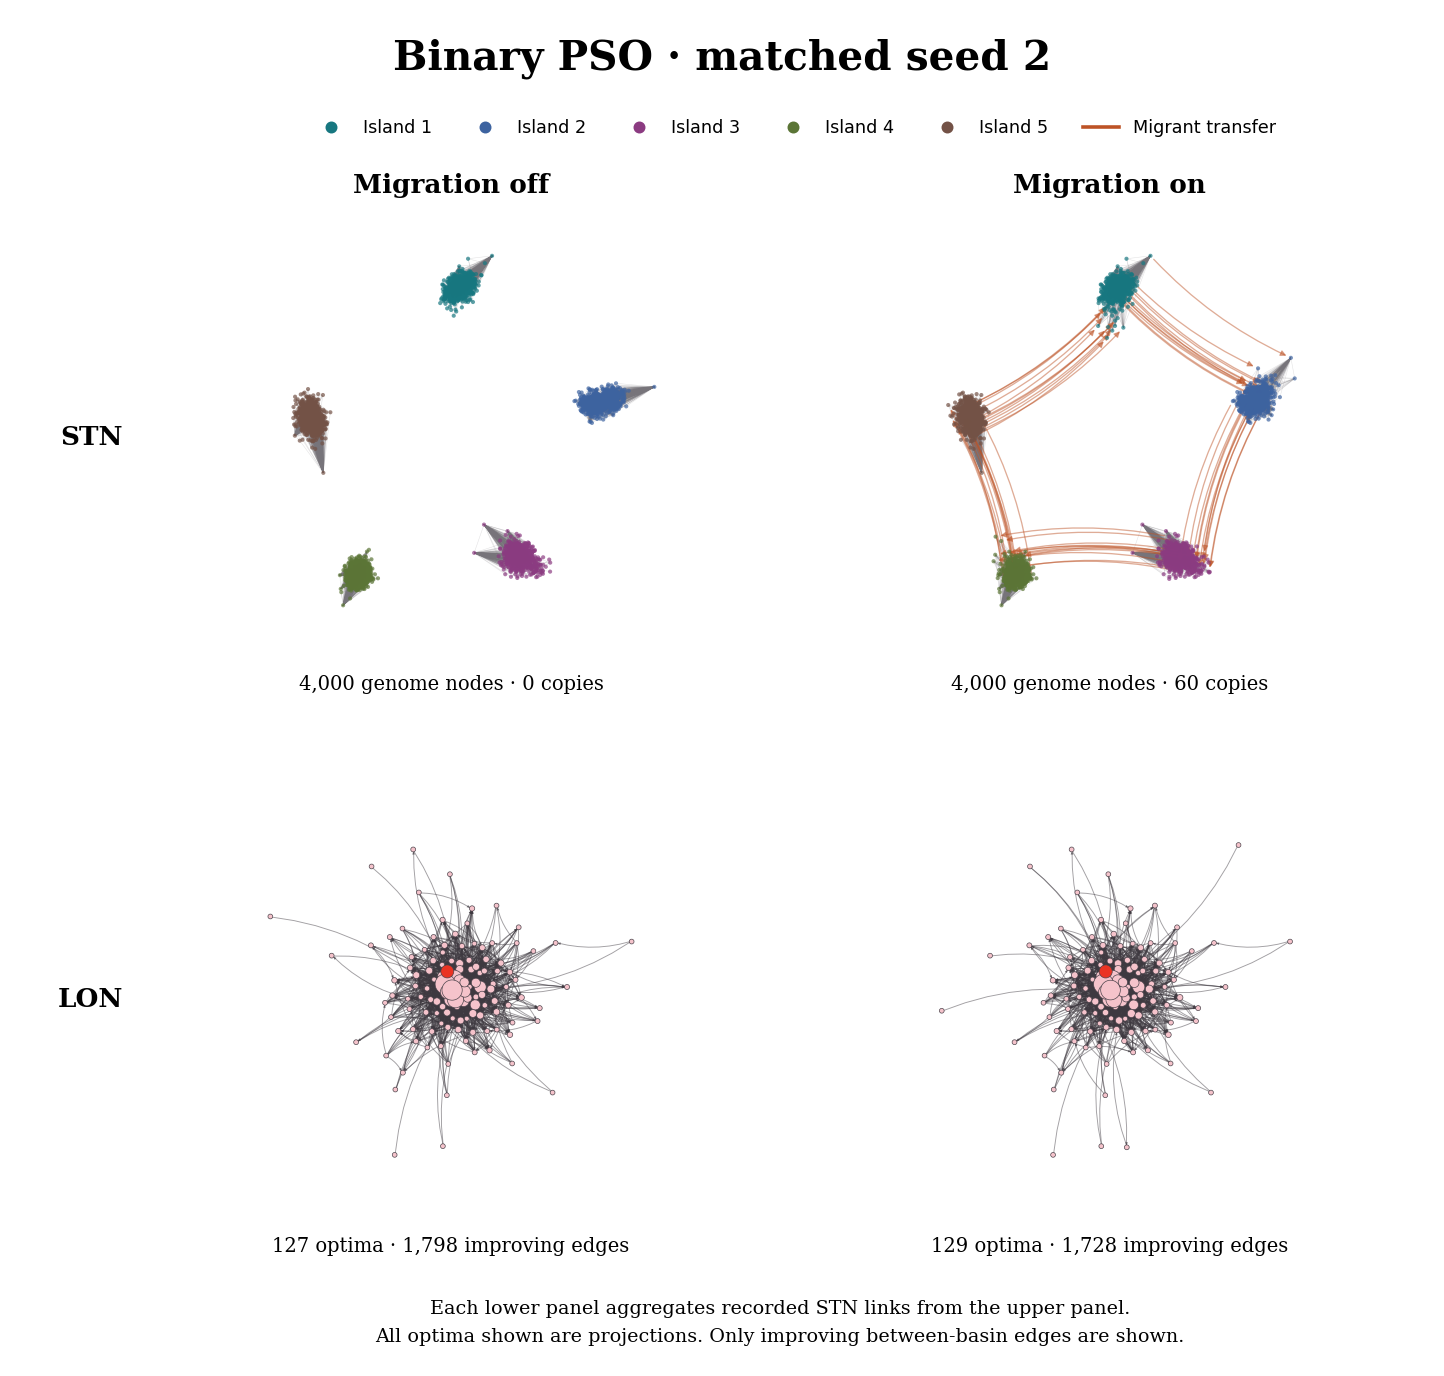 Binary PSO · matched seed 2
Island 1 Island 2 Island 3 Island 4 Island 5 Migrant transfer
Migration off Migration on
STN
4,000 genome nodes · 0 copies 4,000 genome nodes · 60 copies
LON
127 optima · 1,798 improving edges 129 optima · 1,728 improving edges
Each lower panel aggregates recorded STN links from the upper panel.
All optima shown are projections. Only improving between-basin edges are shown.